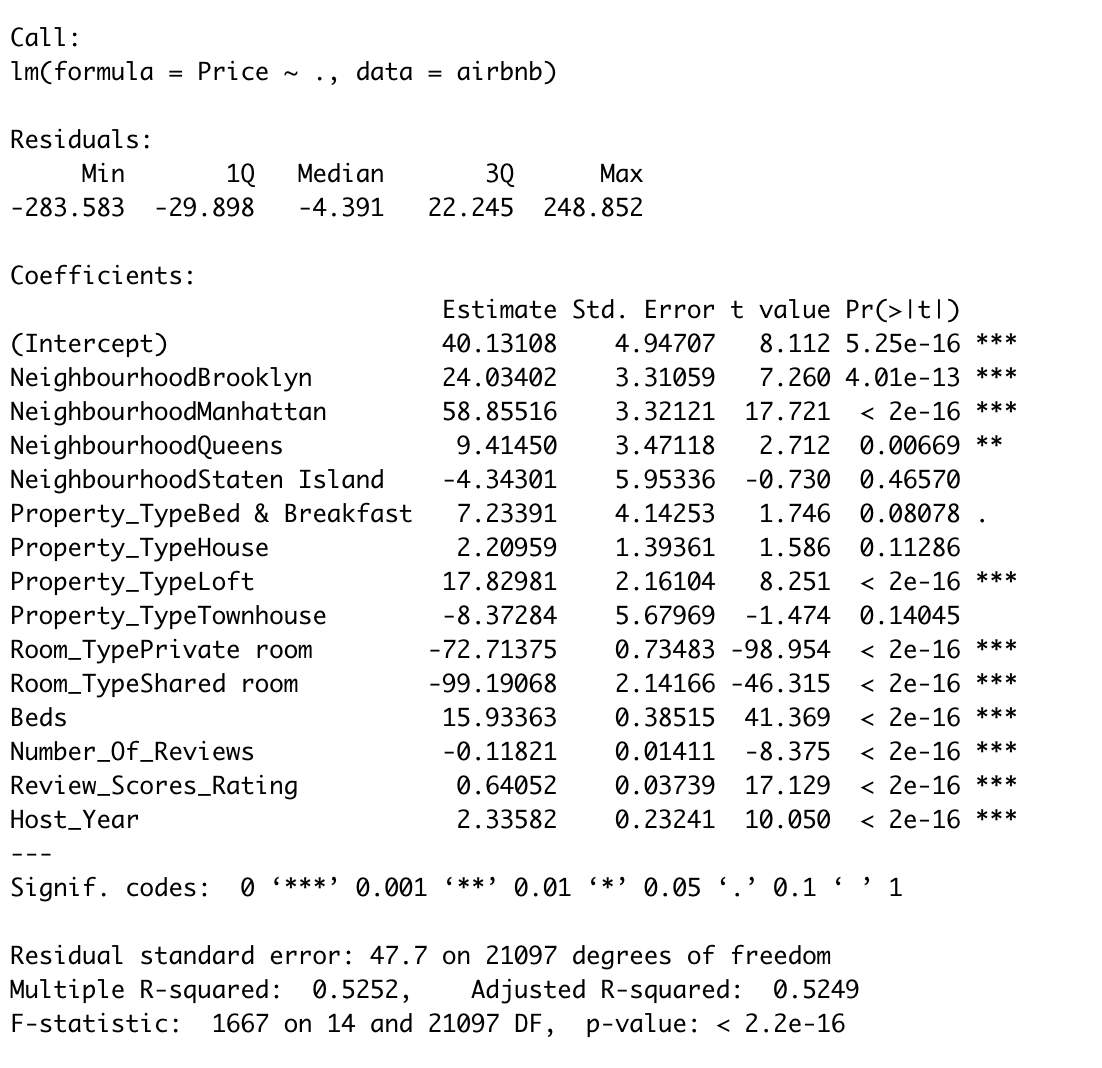 Call:
lm(formula = Price ~ ., data = airbnb)
Residuals:
     Min       1Q   Median       3Q      Max
-283.583  -29.898   -4.391   22.245  248.852
Coefficients:
                              Estimate Std. Error t value Pr(>|t|)
(Intercept)                   40.13108    4.94707   8.112 5.25e-16 ***
NeighbourhoodBrooklyn         24.03402    3.31059   7.260 4.01e-13 ***
NeighbourhoodManhattan        58.85516    3.32121  17.721  < 2e-16 ***
NeighbourhoodQueens            9.41450    3.47118   2.712  0.00669 **
NeighbourhoodStaten Island    -4.34301    5.95336  -0.730  0.46570
Property_TypeBed & Breakfast   7.23391    4.14253   1.746  0.08078 .
Property_TypeHouse             2.20959    1.39361   1.586  0.11286
Property_TypeLoft             17.82981    2.16104   8.251  < 2e-16 ***
Property_TypeTownhouse        -8.37284    5.67969  -1.474  0.14045
Room_TypePrivate room        -72.71375    0.73483 -98.954  < 2e-16 ***
Room_TypeShared room         -99.19068    2.14166 -46.315  < 2e-16 ***
Beds                          15.93363    0.38515  41.369  < 2e-16 ***
Number_Of_Reviews             -0.11821    0.01411  -8.375  < 2e-16 ***
Review_Scores_Rating           0.64052    0.03739  17.129  < 2e-16 ***
Host_Year                      2.33582    0.23241  10.050  < 2e-16 ***
---
Signif. codes:  0 ‘***’ 0.001 ‘**’ 0.01 ‘*’ 0.05 ‘.’ 0.1 ‘ ’ 1
Residual standard error: 47.7 on 21097 degrees of freedom
Multiple R-squared:  0.5252,    Adjusted R-squared:  0.5249
F-statistic:  1667 on 14 and 21097 DF,  p-value: < 2.2e-16